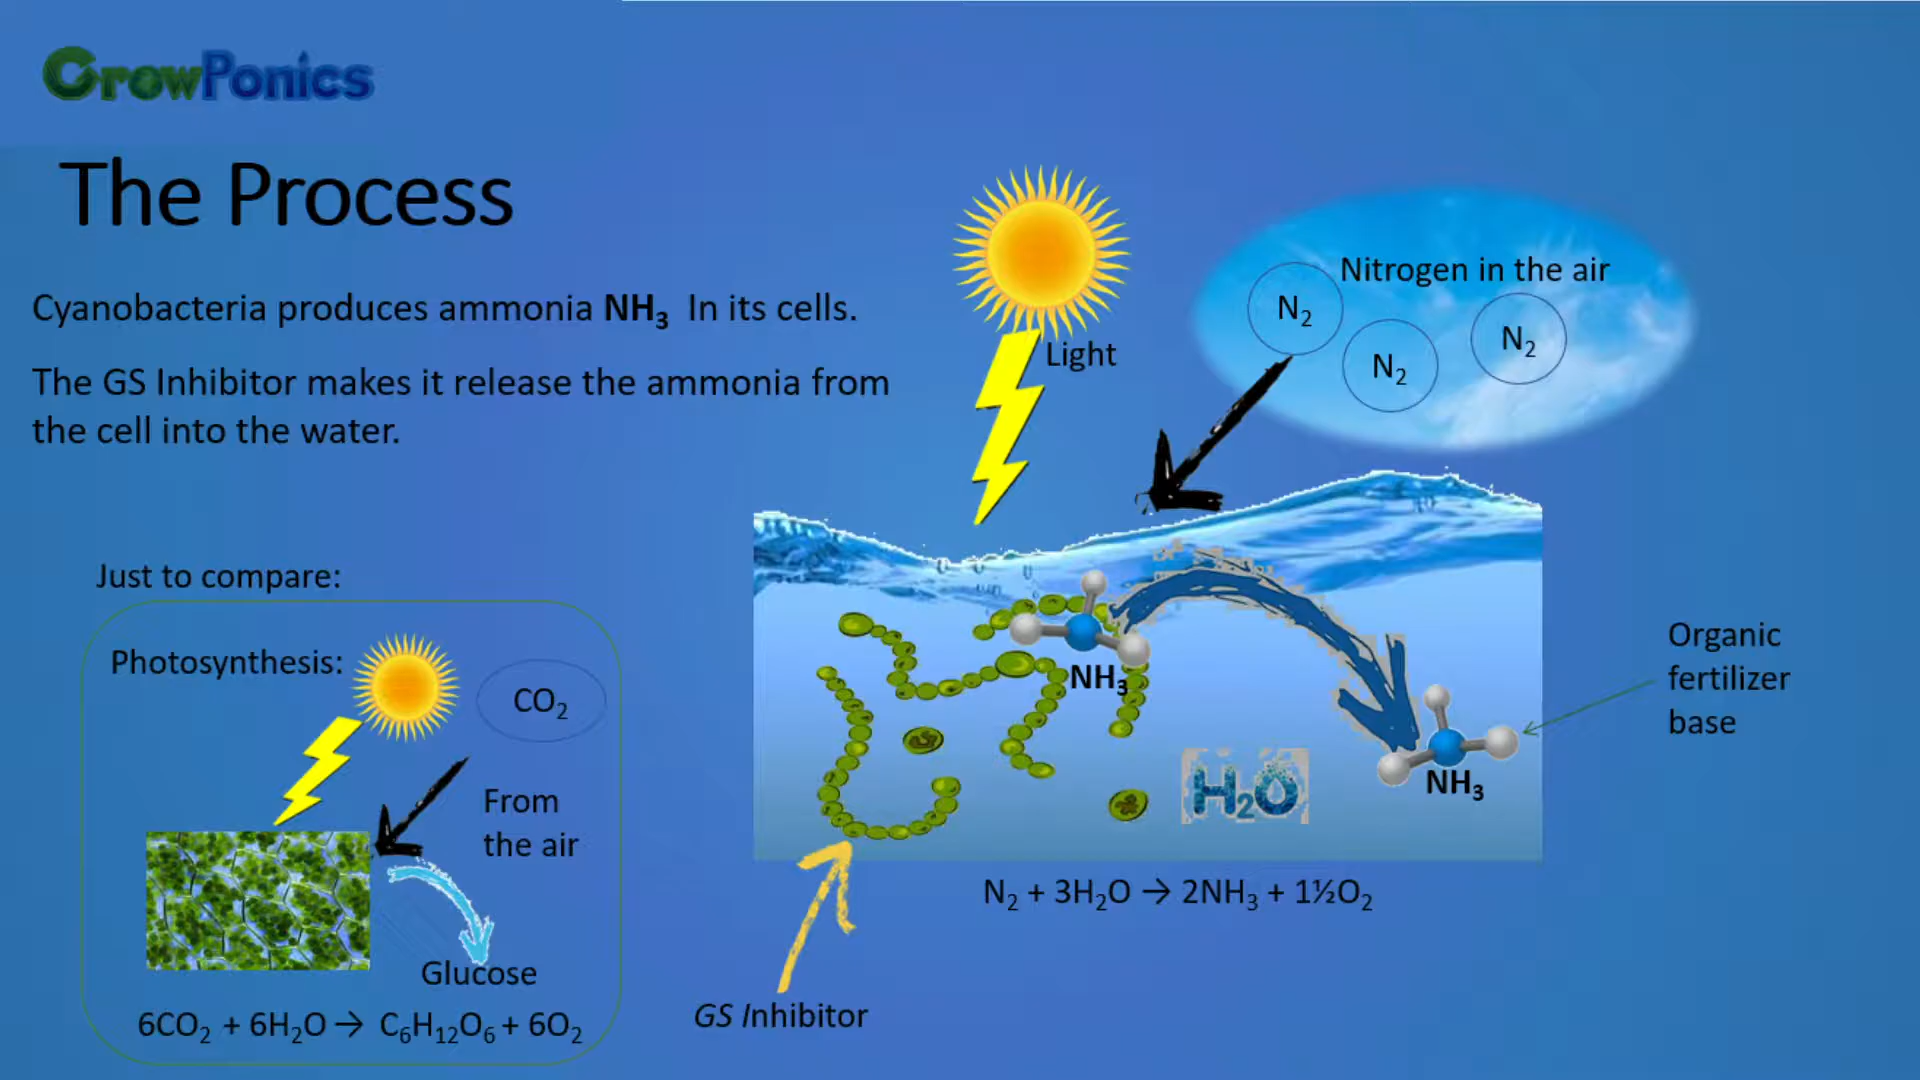 GrowPonics
The Process
Cyanobacteria produces ammonia NH₃ In its cells.
The GS Inhibitor makes it release the ammonia from
the cell into the water.
Light
Nitrogen in the air
N₂
N₂
N₂
NH₃
H₂O
NH₃
Organic
fertilizer
base
N₂ + 3H₂O → 2NH₃ + 1½O₂
GS Inhibitor
Just to compare:
Photosynthesis:
CO₂
From
the air
Glucose
6CO₂ + 6H₂O → C₆H₁₂O₆ + 6O₂